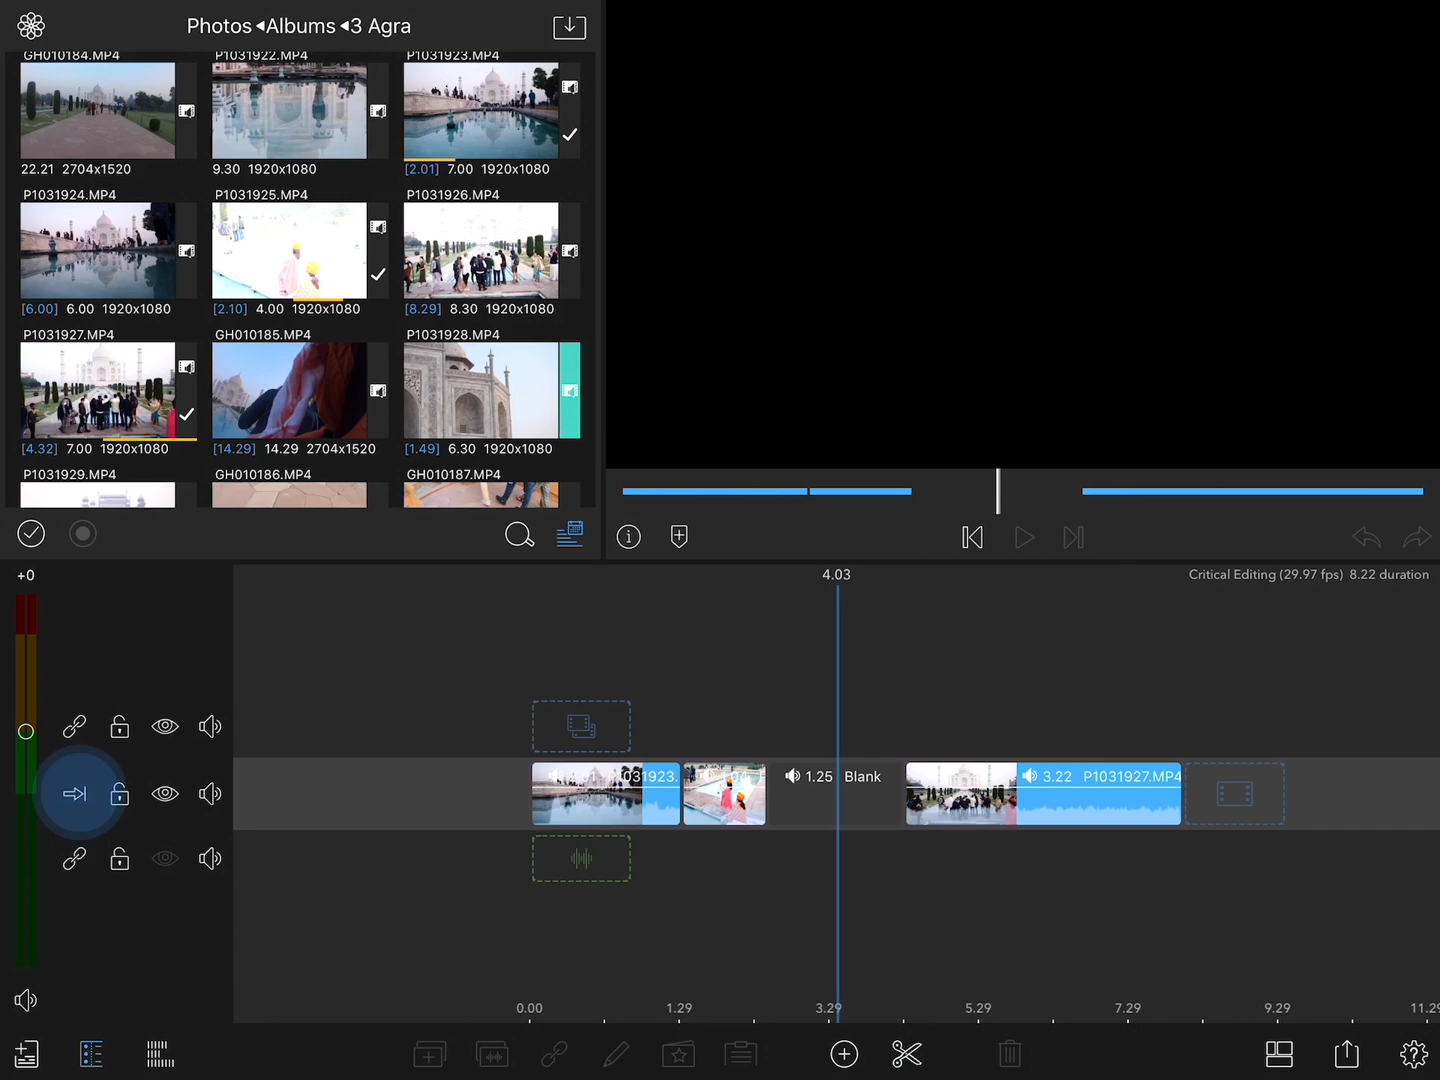 Photos ◂Albums ◂3 Agra
GH010184.MP4
P1031922.MP4
P1031923.MP4
22.21 2704x1520
9.30 1920x1080
[2.01] 7.00 1920x1080
P1031924.MP4
P1031925.MP4
P1031926.MP4
[6.00] 6.00 1920x1080
[2.10] 4.00 1920x1080
[8.29] 8.30 1920x1080
P1031927.MP4
GH010185.MP4
P1031928.MP4
[4.32] 7.00 1920x1080
[14.29] 14.29 2704x1520
[1.49] 6.30 1920x1080
P1031929.MP4
GH010186.MP4
GH010187.MP4
+0
4.03
Critical Editing (29.97 fps) 8.22 duration
P1031923.
1.25 Blank
3.22 P1031927.MP4
0.00
1.29
3.29
5.29
7.29
9.29
11.29